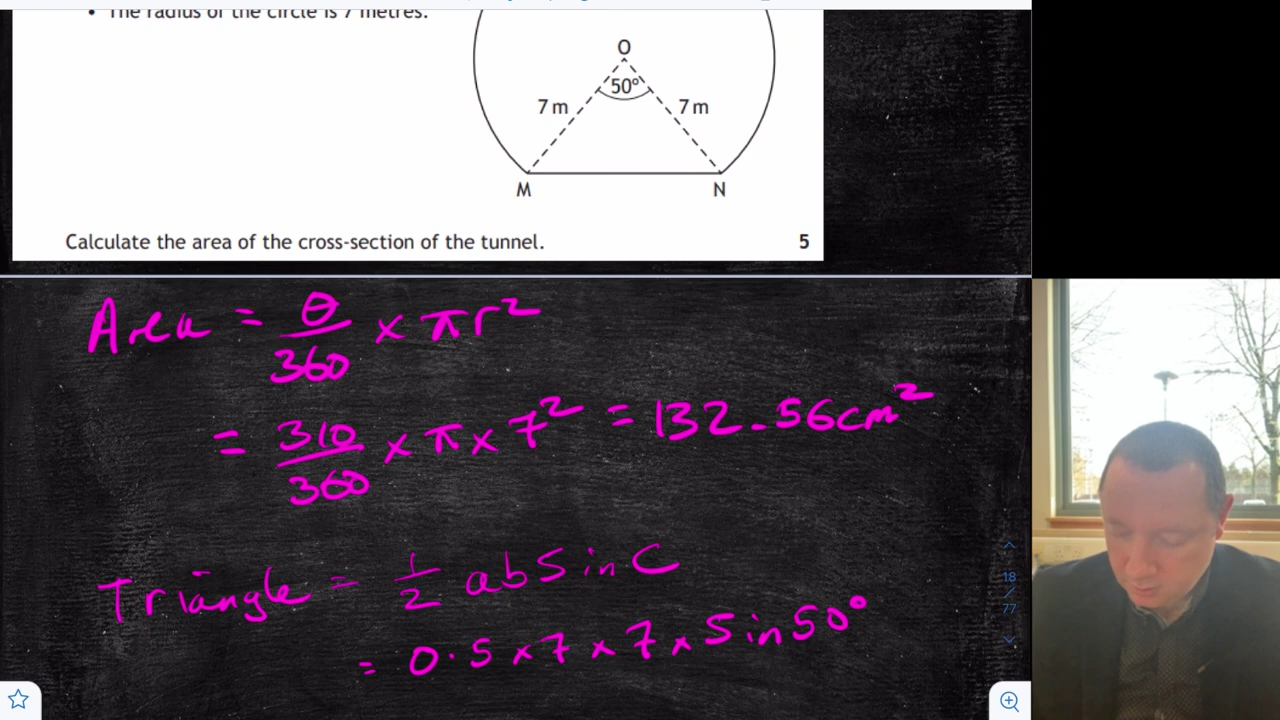 • The radius of the circle is 7 metres.
O
50°
7 m
7 m
M
N
Calculate the area of the cross-section of the tunnel.
5
Area = θ/360 × πr²
= 310/360 × π × 7² = 132.56cm²
Triangle = 1/2 abSinC
= 0.5 × 7 × 7 × Sin50°
18
/
77